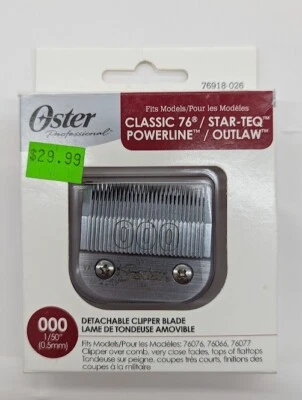 76918-026
Oster
Professional
$29.99
Fits Models/Pour les Modèles
CLASSIC 76® / STAR-TEQ™
POWERLINE™ / OUTLAW™
000
000
1/50"
(0.5mm)
DETACHABLE CLIPPER BLADE
LAME DE TONDEUSE AMOVIBLE
Fits Models/Pour les Modèles: 76076, 76066, 76077
Clipper over comb, very close fades, tops of flattops
Tondeuse sur peigne, coupes très courts, finitions des
coupes à la militaire